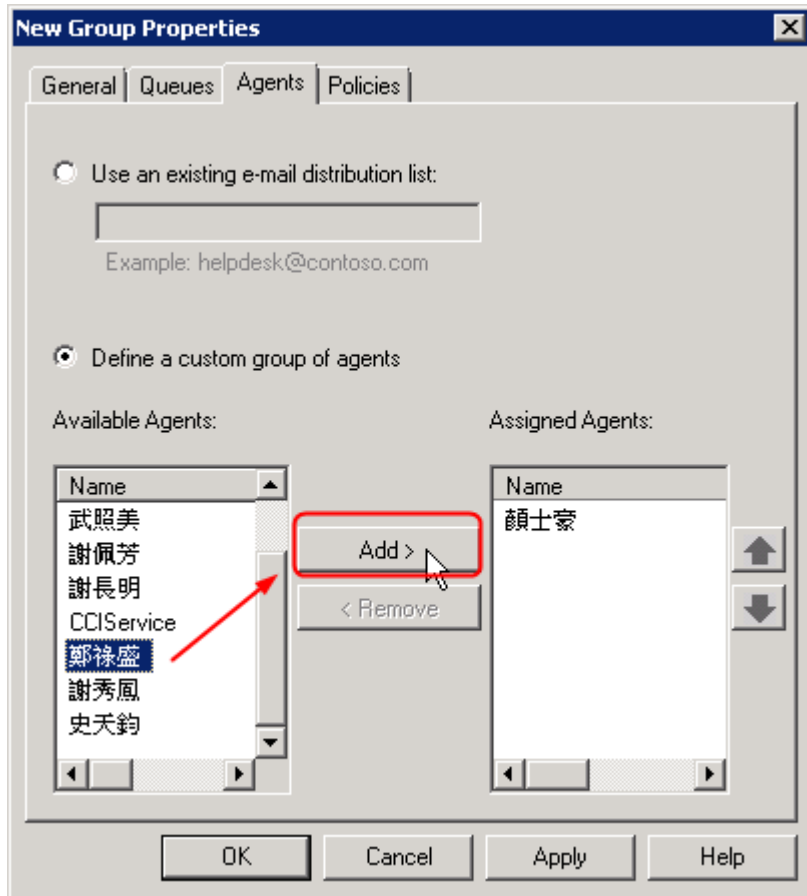 New Group Properties
General Queues Agents Policies
Use an existing e-mail distribution list:
Example: helpdesk@contoso.com
Define a custom group of agents
Available Agents:
Assigned Agents:
Name
武照美
謝佩芳
謝長明
CCIService
鄭祿盛
謝秀鳳
史天鈞
Add >
< Remove
Name
顏士豪
OK Cancel Apply Help